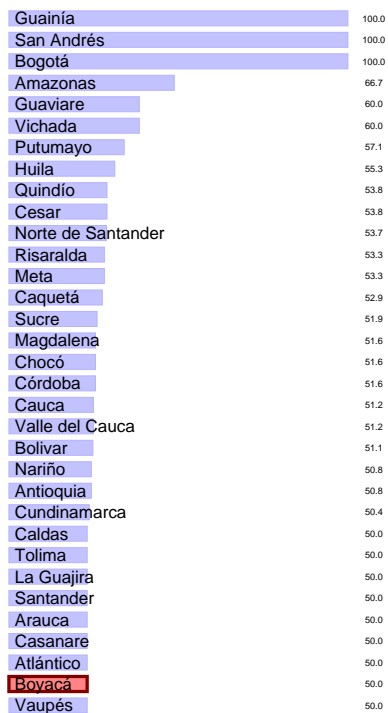 Guainía 100.0
San Andrés 100.0
Bogotá 100.0
Amazonas 66.7
Guaviare 60.0
Vichada 60.0
Putumayo 57.1
Huila 55.3
Quindío 53.8
Cesar 53.8
Norte de Santander 53.7
Risaralda 53.3
Meta 53.3
Caquetá 52.9
Sucre 51.9
Magdalena 51.6
Chocó 51.6
Córdoba 51.6
Cauca 51.2
Valle del Cauca 51.2
Bolivar 51.1
Nariño 50.8
Antioquia 50.8
Cundinamarca 50.4
Caldas 50.0
Tolima 50.0
La Guajira 50.0
Santander 50.0
Arauca 50.0
Casanare 50.0
Atlántico 50.0
Boyacá 50.0
Vaupés 50.0